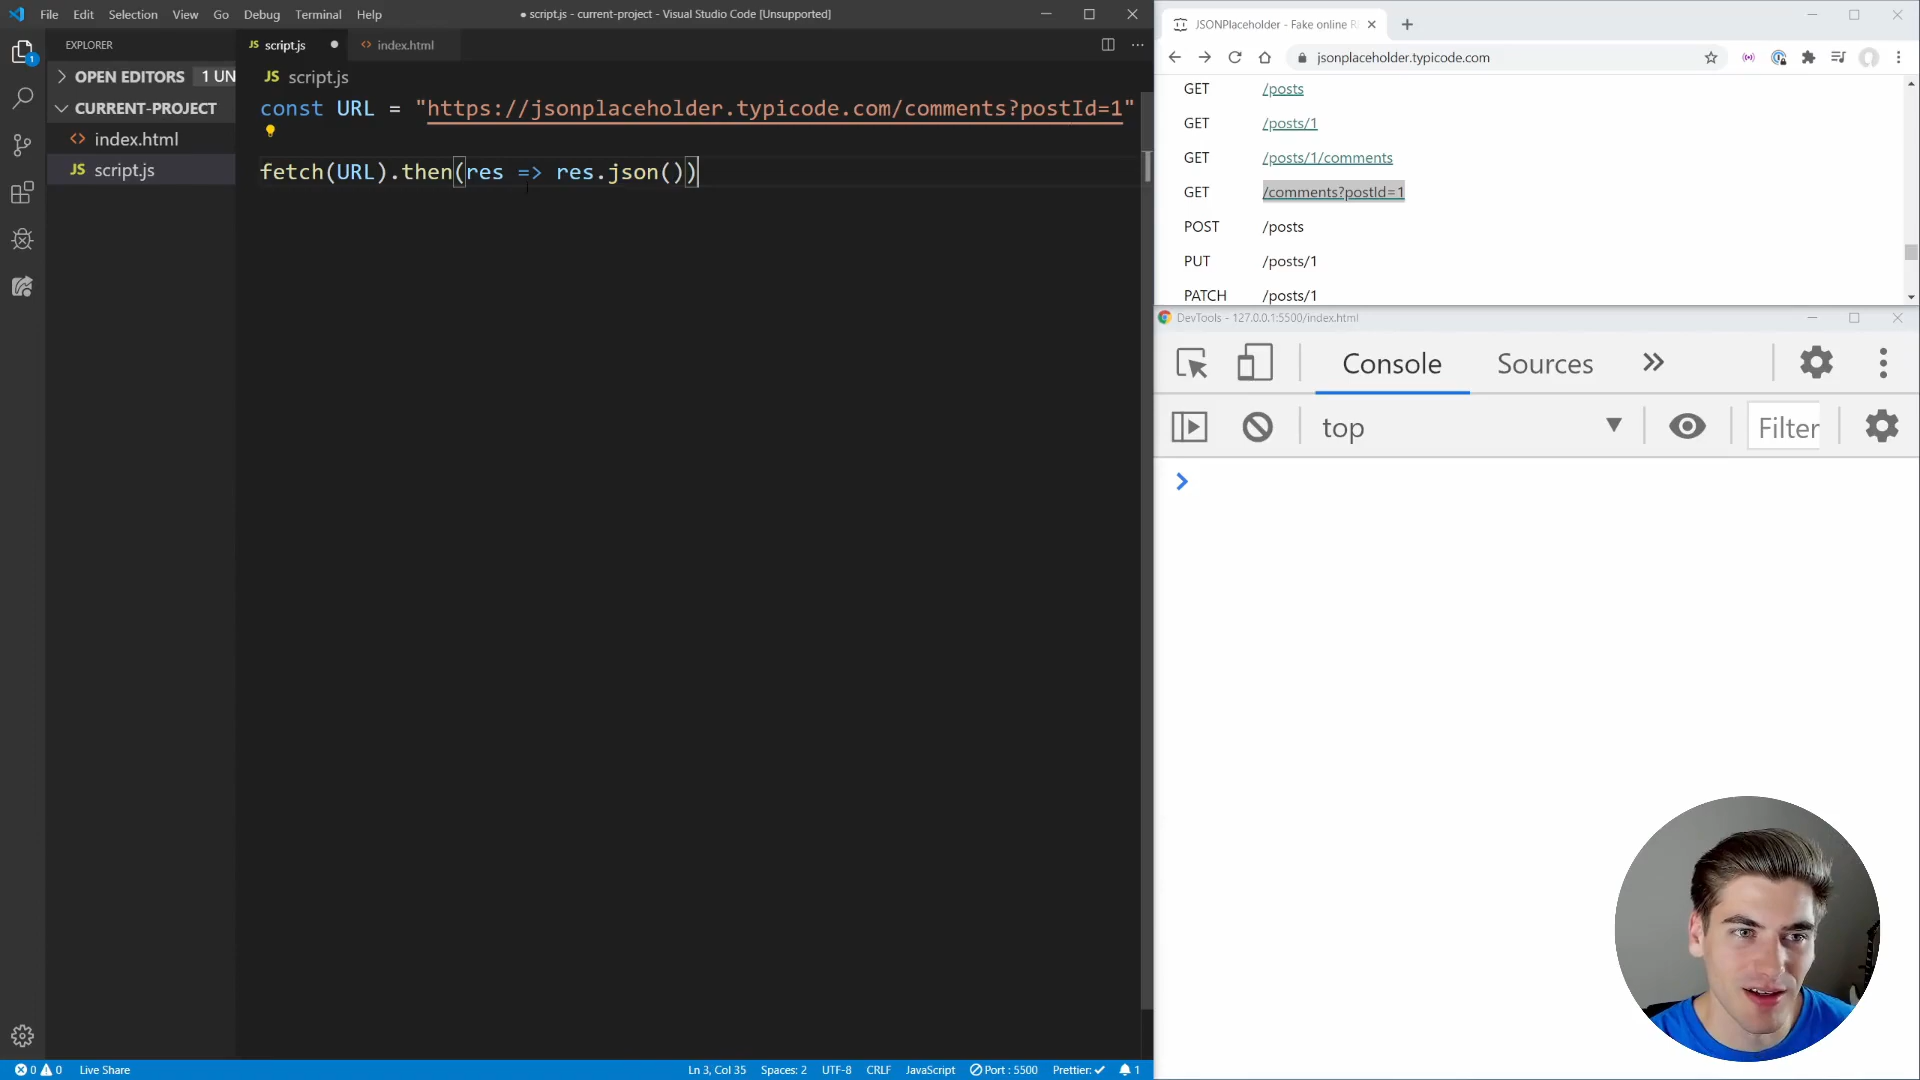 File Edit Selection View Go Debug Terminal Help
● script.js - current-project - Visual Studio Code [Unsupported]
EXPLORER
OPEN EDITORS 1 UN
CURRENT-PROJECT
index.html
JS script.js
1
JS script.js
index.html
JS script.js
const URL = "https://jsonplaceholder.typicode.com/comments?postId=1"
fetch(URL).then(res => res.json())
0 0 Live Share
Ln 3, Col 35 Spaces: 2 UTF-8 CRLF JavaScript Port : 5500 Prettier: ✓ 1
JSONPlaceholder - Fake online R
jsonplaceholder.typicode.com
GET /posts
GET /posts/1
GET /posts/1/comments
GET /comments?postId=1
POST /posts
PUT /posts/1
PATCH /posts/1
DevTools - 127.0.0.1:5500/index.html
Console Sources
top Filter